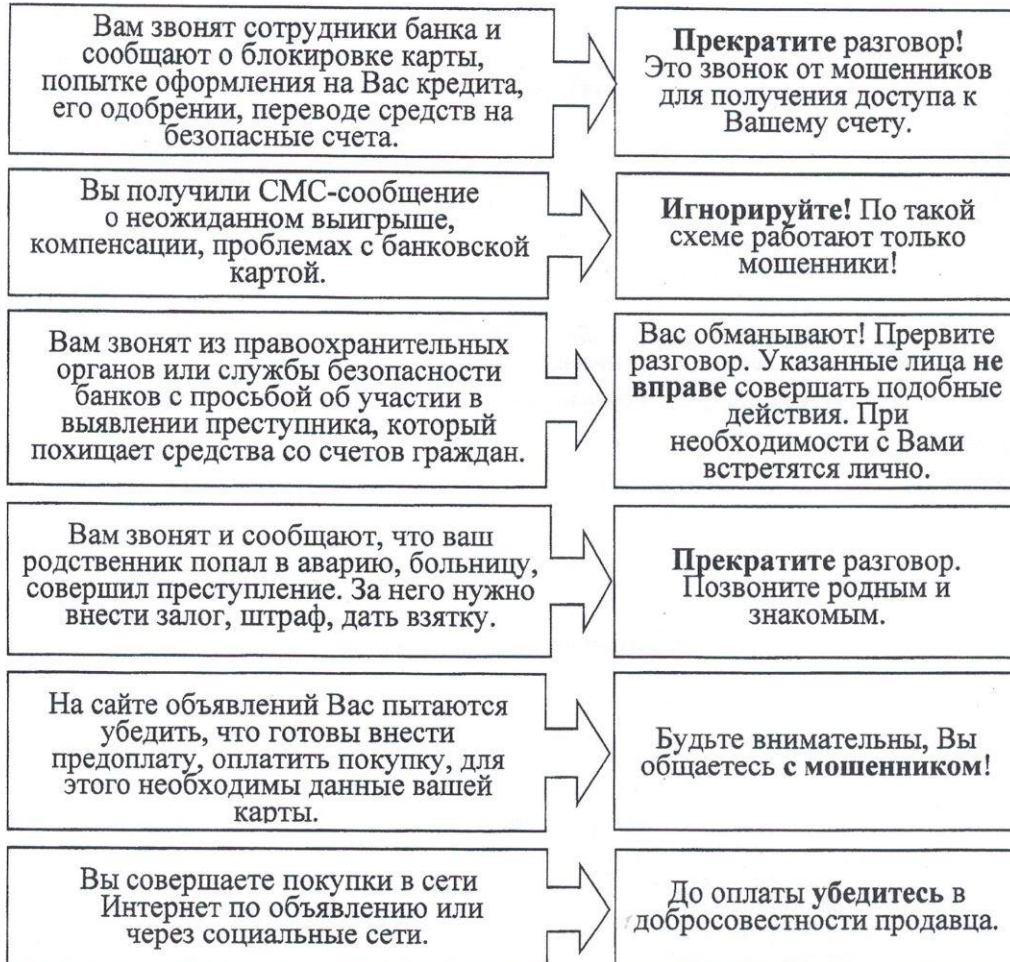 Вам звонят сотрудники банка и
сообщают о блокировке карты,
попытке оформления на Вас кредита,
его одобрении, переводе средств на
безопасные счета.
Прекратите разговор!
Это звонок от мошенников
для получения доступа к
Вашему счету.
Вы получили СМС-сообщение
о неожиданном выигрыше,
компенсации, проблемах с банковской
картой.
Игнорируйте! По такой
схеме работают только
мошенники!
Вам звонят из правоохранительных
органов или службы безопасности
банков с просьбой об участии в
выявлении преступника, который
похищает средства со счетов граждан.
Вас обманывают! Прервите
разговор. Указанные лица не
вправе совершать подобные
действия. При
необходимости с Вами
встретятся лично.
Вам звонят и сообщают, что ваш
родственник попал в аварию, больницу,
совершил преступление. За него нужно
внести залог, штраф, дать взятку.
Прекратите разговор.
Позвоните родным и
знакомым.
На сайте объявлений Вас пытаются
убедить, что готовы внести
предоплату, оплатить покупку, для
этого необходимы данные вашей
карты.
Будьте внимательны, Вы
общаетесь с мошенником!
Вы совершаете покупки в сети
Интернет по объявлению или
через социальные сети.
До оплаты убедитесь в
добросовестности продавца.